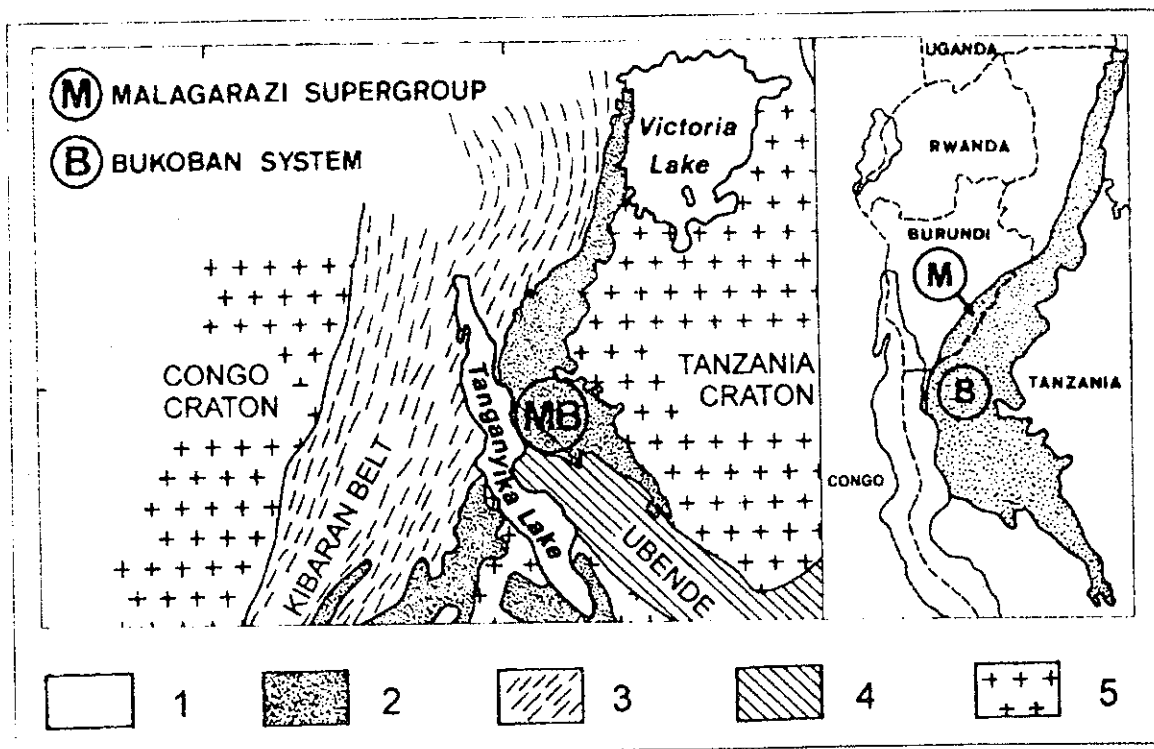 M MALAGARAZI SUPERGROUP
B BUKOBAN SYSTEM
Victoria
Lake
CONGO
CRATON
KIBARAN BELT
Tanganyika Lake
MB
TANZANIA
CRATON
UBENDE
UGANDA
RWANDA
BURUNDI
M
B
TANZANIA
CONGO
1
2
3
4
5